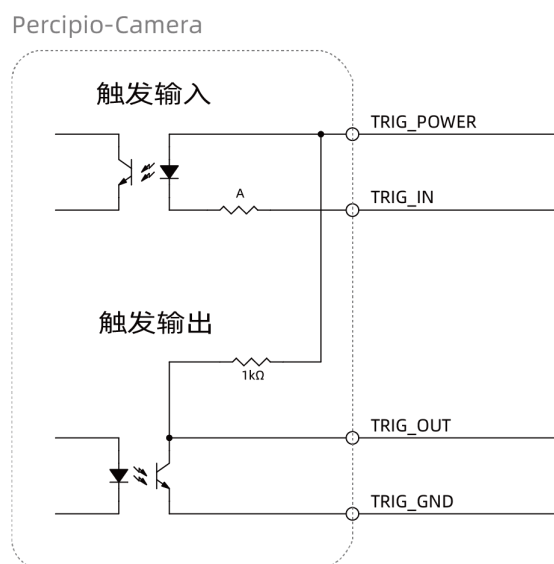 Percipio-Camera
触发输入
TRIG_POWER
A
TRIG_IN
触发输出
1kΩ
TRIG_OUT
TRIG_GND